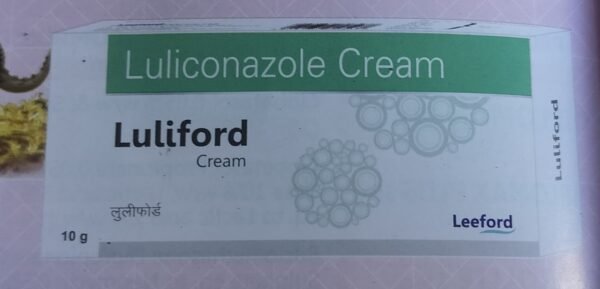 Luliconazole Cream
Luliford
Cream
लुलीफोर्ड
10 g
Leeford
Luliford